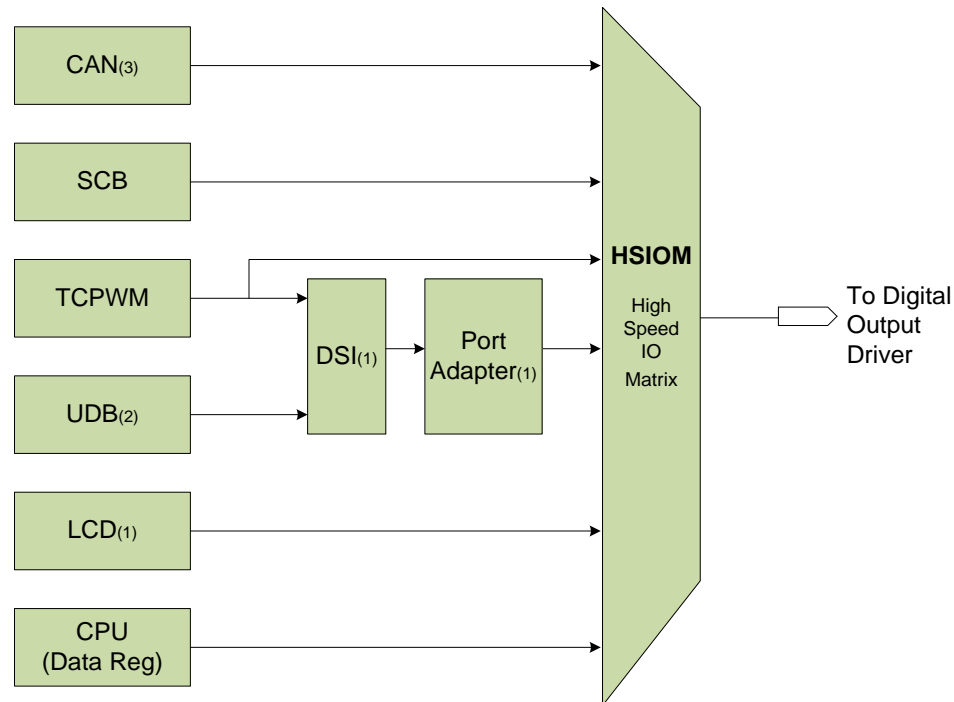 CAN(3)
SCB
TCPWM
UDB(2)
LCD(1)
CPU
(Data Reg)
DSI(1)
Port
Adapter(1)
HSIOM
High
Speed
IO
Matrix
To Digital
Output
Driver